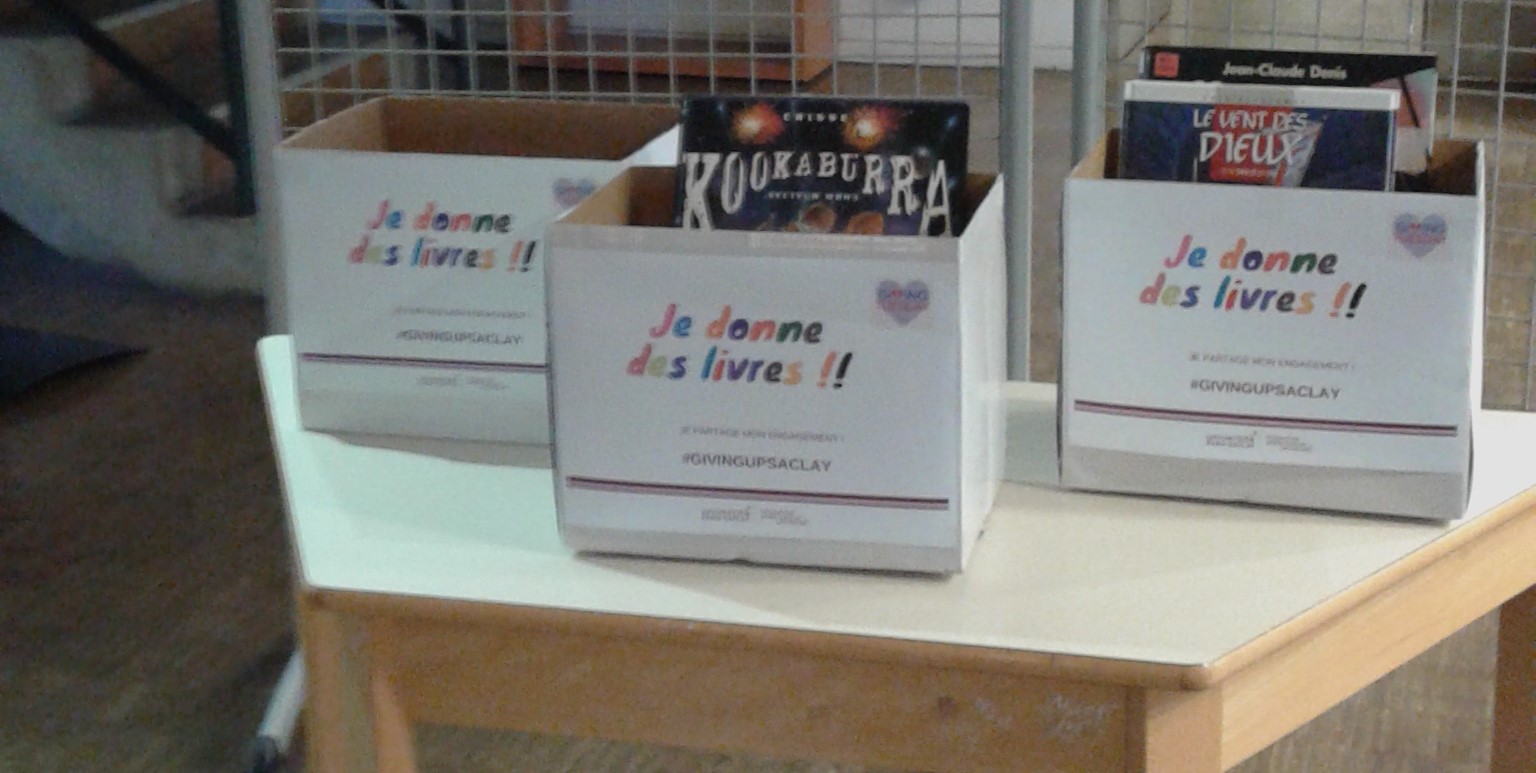 Jean-Claude Denis
LE VENT DES
DIEUX
CRISSE
KOOKABURRA
Je donne
des livres !!
#GIVINGUPSACLAY
Je donne
des livres !!
JE PARTAGE MON ENGAGEMENT !
#GIVINGUPSACLAY
Je donne
des livres !!
JE PARTAGE MON ENGAGEMENT !
#GIVINGUPSACLAY